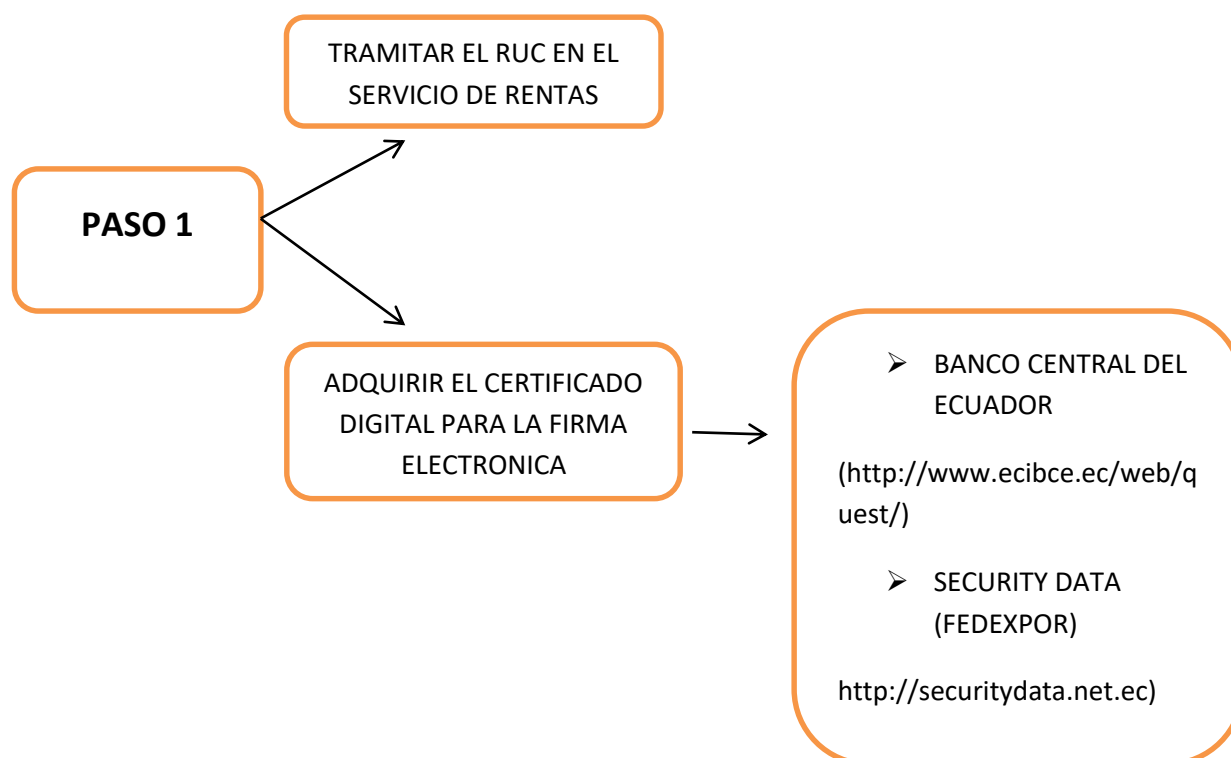 TRAMITAR EL RUC EN EL
SERVICIO DE RENTAS
PASO 1
ADQUIRIR EL CERTIFICADO
DIGITAL PARA LA FIRMA
ELECTRONICA
➢ BANCO CENTRAL DEL
ECUADOR
(http://www.ecibce.ec/web/q
uest/)
➢ SECURITY DATA
(FEDEXPOR)
http://securitydata.net.ec)